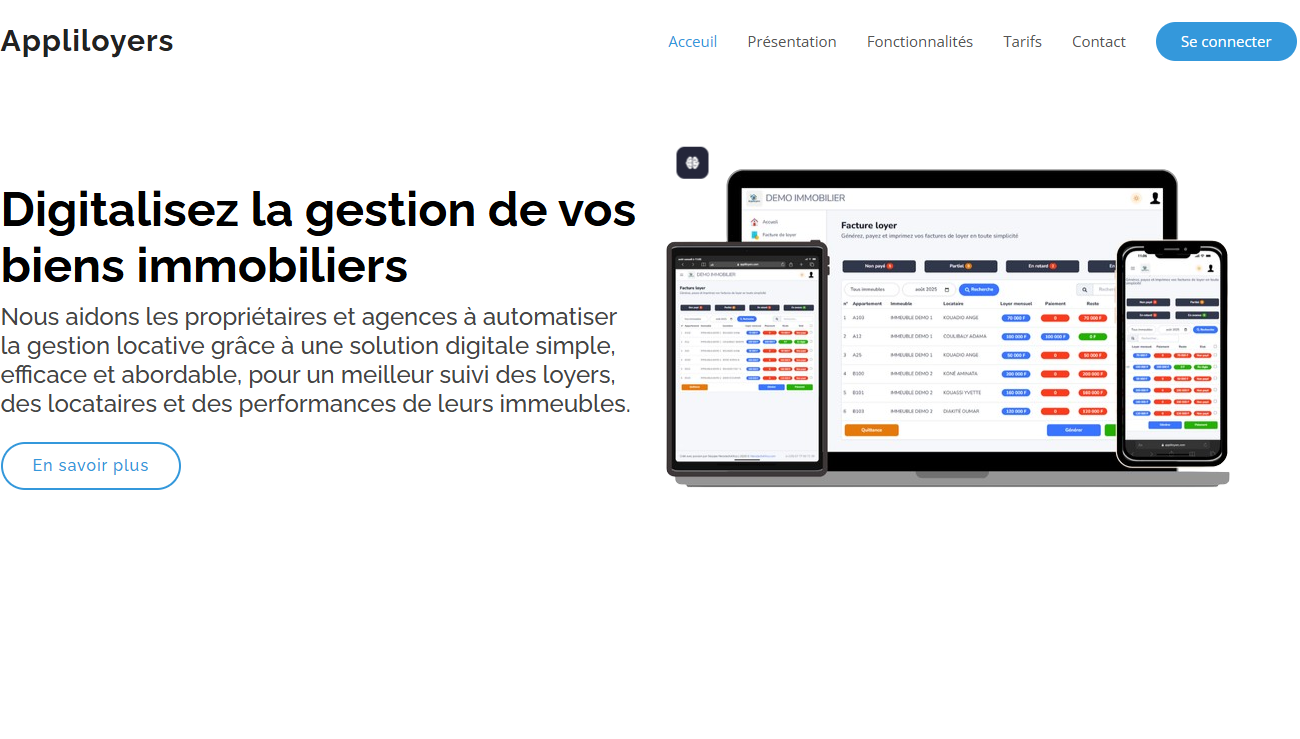 Appliloyers
Acceuil
Présentation
Fonctionnalités
Tarifs
Contact
Se connecter
Digitalisez la gestion de vos
biens immobiliers
Nous aidons les propriétaires et agences à automatiser
la gestion locative grâce à une solution digitale simple,
efficace et abordable, pour un meilleur suivi des loyers,
des locataires et des performances de leurs immeubles.
En savoir plus
DEMO IMMOBILIER
Accueil
Facture de loyer
Facture loyer
Générez, payez et imprimez vos factures de loyer en toute simplicité
Non payé
Partiel
En retard
En
Tous immeubles
août 2025
Recherche
n° Appartement Immeuble Locataire Loyer mensuel Paiement Reste
1 A103 IMMEUBLE DEMO 1 KOUADIO ANGE 70 000 F 0 70 000 F
2 A12 IMMEUBLE DEMO 1 COULIBALY ADAMA 100 000 F 100 000 F 0 F
3 A25 IMMEUBLE DEMO 1 KOUADIO ANGE 50 000 F 0 50 000 F
4 B100 IMMEUBLE DEMO 2 KONE AMINATA 200 000 F 0 200 000 F
5 B101 IMMEUBLE DEMO 2 KOUASSI YVETTE 160 000 F 0 160 000 F
6 B103 IMMEUBLE DEMO 2 DIAKITE OUMAR 130 000 F 0 130 000 F
Quittance
Générer
DEMO IMMOBILIER
Facture loyer
11:06